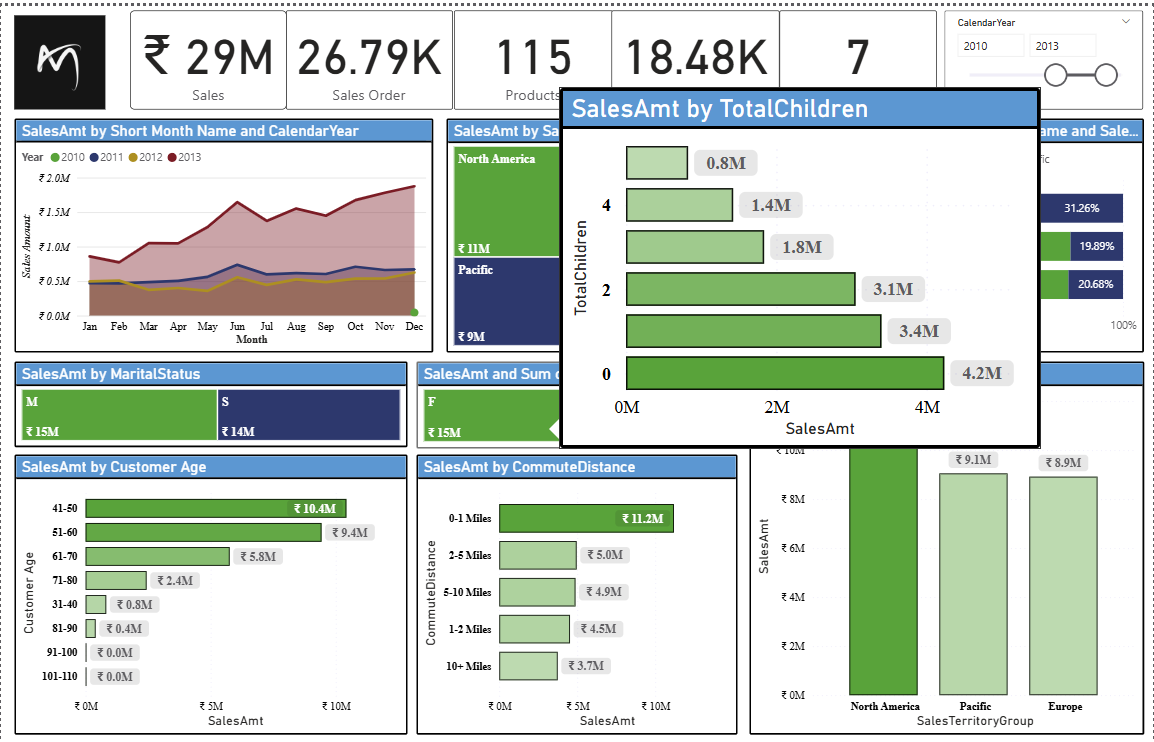 ₹ 29M
Sales
26.79K
Sales Order
115
Products
18.48K
7
CalendarYear
2010 2013
SalesAmt by Short Month Name and CalendarYear
Year 2010 2011 2012 2013
₹ 2.0M
₹ 1.5M
₹ 1.0M
₹ 0.5M
₹ 0.0M
Sales Amount
Jan Feb Mar Apr May Jun Jul Aug Sep Oct Nov Dec
Month
SalesAmt by Sa
North America
₹ 11M
Pacific
₹ 9M
SalesAmt by TotalChildren
TotalChildren
0.8M
4 1.4M
1.8M
2 3.1M
3.4M
0 4.2M
0M 2M 4M
SalesAmt
ame and Sale...
fic
31.26%
19.89%
20.68%
100%
SalesAmt by MaritalStatus
M
₹ 15M
S
₹ 14M
SalesAmt and Sum
F
₹ 15M
SalesAmt by Customer Age
Customer Age
41-50 ₹ 10.4M
51-60 ₹ 9.4M
61-70 ₹ 5.8M
71-80 ₹ 2.4M
31-40 ₹ 0.8M
81-90 ₹ 0.4M
91-100 ₹ 0.0M
101-110 ₹ 0.0M
₹ 0M ₹ 5M ₹ 10M
SalesAmt
SalesAmt by CommuteDistance
CommuteDistance
0-1 Miles ₹ 11.2M
2-5 Miles ₹ 5.0M
5-10 Miles ₹ 4.9M
1-2 Miles ₹ 4.5M
10+ Miles ₹ 3.7M
₹ 0M ₹ 5M ₹ 10M
SalesAmt
SalesAmt
₹ 10M
₹ 8M
₹ 6M
₹ 4M
₹ 2M
₹ 0M
₹ 9.1M
₹ 8.9M
North America Pacific Europe
SalesTerritoryGroup